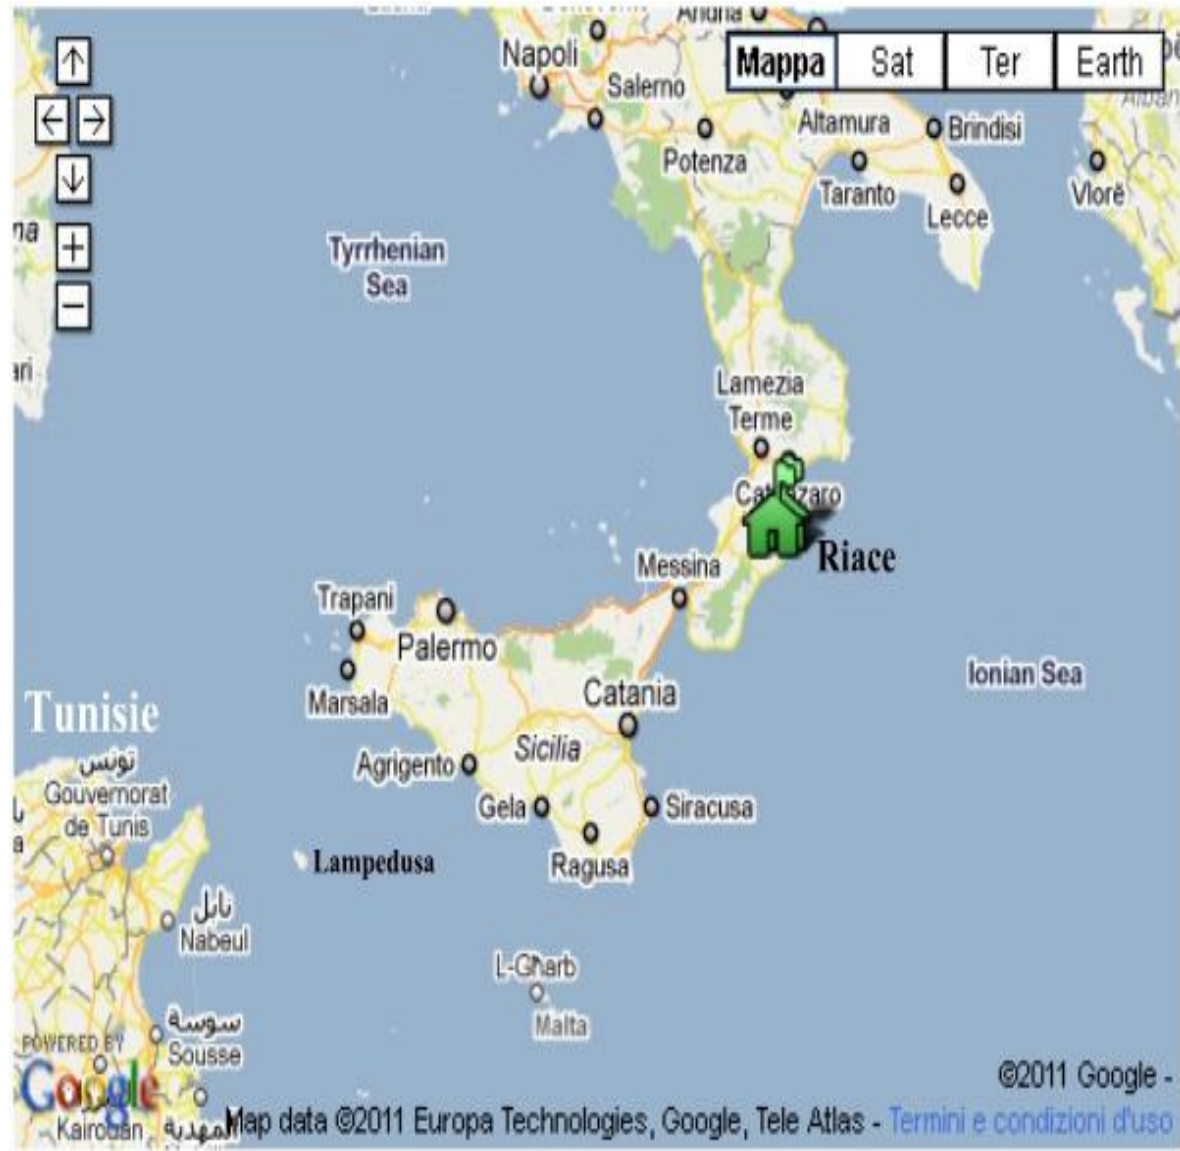 Andria
Napoli
Salerno
Mappa Sat Ter Earth
Altamura
Brindisi
Potenza
Taranto
Lecce
Vlorë
Tyrrhenian
Sea
Lamezia
Terme
Riace
Messina
Trapani
Palermo
Marsala
Catania
Ionian Sea
Tunisie
Sicilia
Agrigento
تونس
Gouvernorat
de Tunis
Gela
Siracusa
Ragusa
Lampedusa
نابل
Nabeul
L-Għarb
Malta
سوسة
Sousse
POWERED BY
Google
Kairouan
المهدية
©2011 Google -
Map data ©2011 Europa Technologies, Google, Tele Atlas - Termini e condizioni d'uso